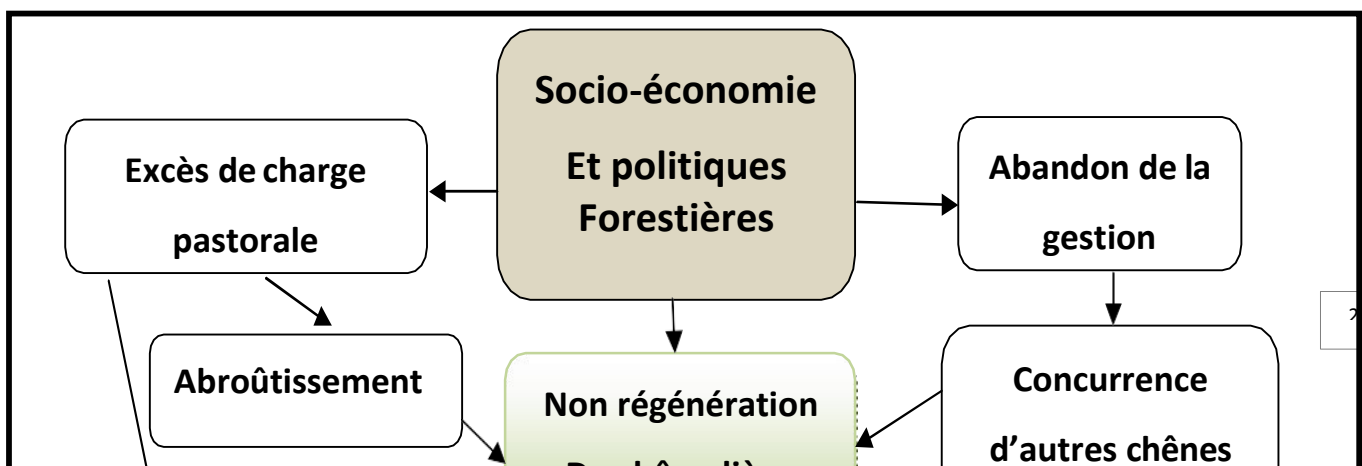 Socio-économie
Et politiques
Forestières
Excès de charge
pastorale
Abandon de la
gestion
2
Abroûtissement
Non régénération
Concurrence
d'autres chênes